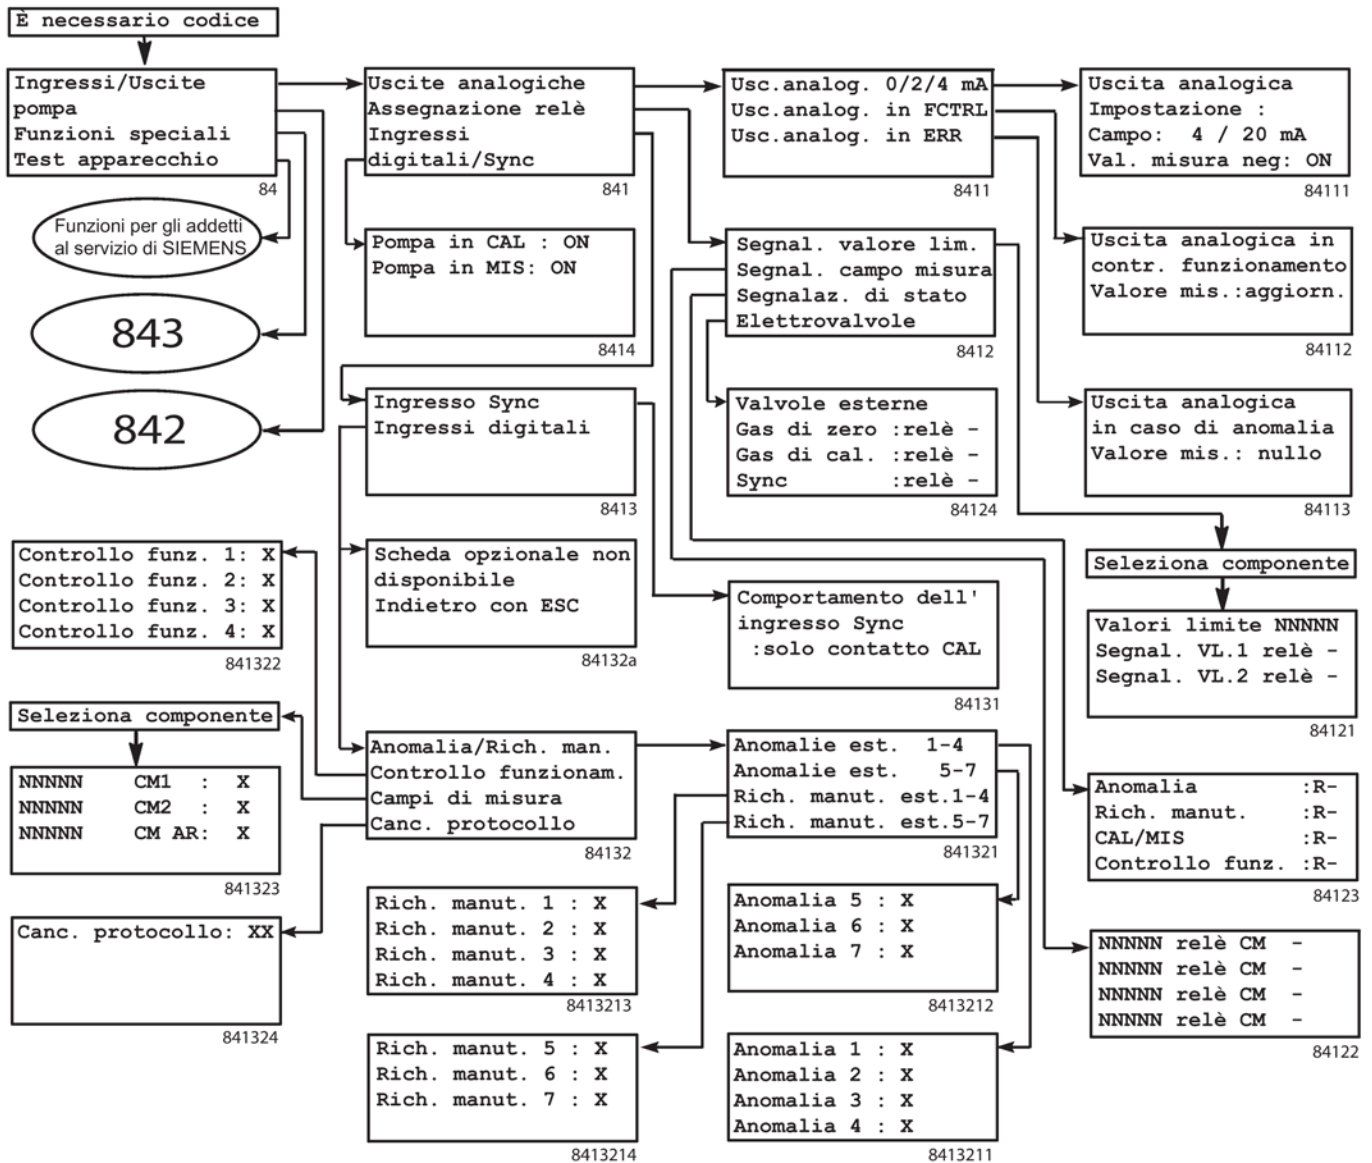 È necessario codice
Ingressi/Uscite
pompa
Funzioni speciali
Test apparecchio
84
Uscite analogiche
Assegnazione relè
Ingressi
digitali/Sync
841
Usc.analog. 0/2/4 mA
Usc.analog. in FCTRL
Usc.analog. in ERR
8411
Uscita analogica
Impostazione :
Campo: 4 / 20 mA
Val. misura neg: ON
84111
Funzioni per gli addetti
al servizio di SIEMENS
843
842
Pompa in CAL : ON
Pompa in MIS: ON
8414
Segnal. valore lim.
Segnal. campo misura
Segnalaz. di stato
Elettrovalvole
8412
Uscita analogica in
contr. funzionamento
Valore mis.:aggiorn.
84112
Ingresso Sync
Ingressi digitali
8413
Valvole esterne
Gas di zero :relè -
Gas di cal. :relè -
Sync :relè -
84124
Uscita analogica
in caso di anomalia
Valore mis.: nullo
84113
Controllo funz. 1: X
Controllo funz. 2: X
Controllo funz. 3: X
Controllo funz. 4: X
841322
Scheda opzionale non
disponibile
Indietro con ESC
84132a
Comportamento dell'
ingresso Sync
:solo contatto CAL
84131
Seleziona componente
Valori limite NNNNN
Segnal. VL.1 relè -
Segnal. VL.2 relè -
84121
Seleziona componente
NNNNN CM1 : X
NNNNN CM2 : X
NNNNN CM AR: X
841323
Anomalia/Rich. man.
Controllo funzionam.
Campi di misura
Canc. protocollo
84132
Anomalie est. 1-4
Anomalie est. 5-7
Rich. manut. est.1-4
Rich. manut. est.5-7
841321
Anomalia :R-
Rich. manut. :R-
CAL/MIS :R-
Controllo funz. :R-
84123
Canc. protocollo: XX
841324
Rich. manut. 1 : X
Rich. manut. 2 : X
Rich. manut. 3 : X
Rich. manut. 4 : X
8413213
Anomalia 5 : X
Anomalia 6 : X
Anomalia 7 : X
8413212
NNNNN relè CM -
NNNNN relè CM -
NNNNN relè CM -
NNNNN relè CM -
84122
Rich. manut. 5 : X
Rich. manut. 6 : X
Rich. manut. 7 : X
8413214
Anomalia 1 : X
Anomalia 2 : X
Anomalia 3 : X
Anomalia 4 : X
8413211